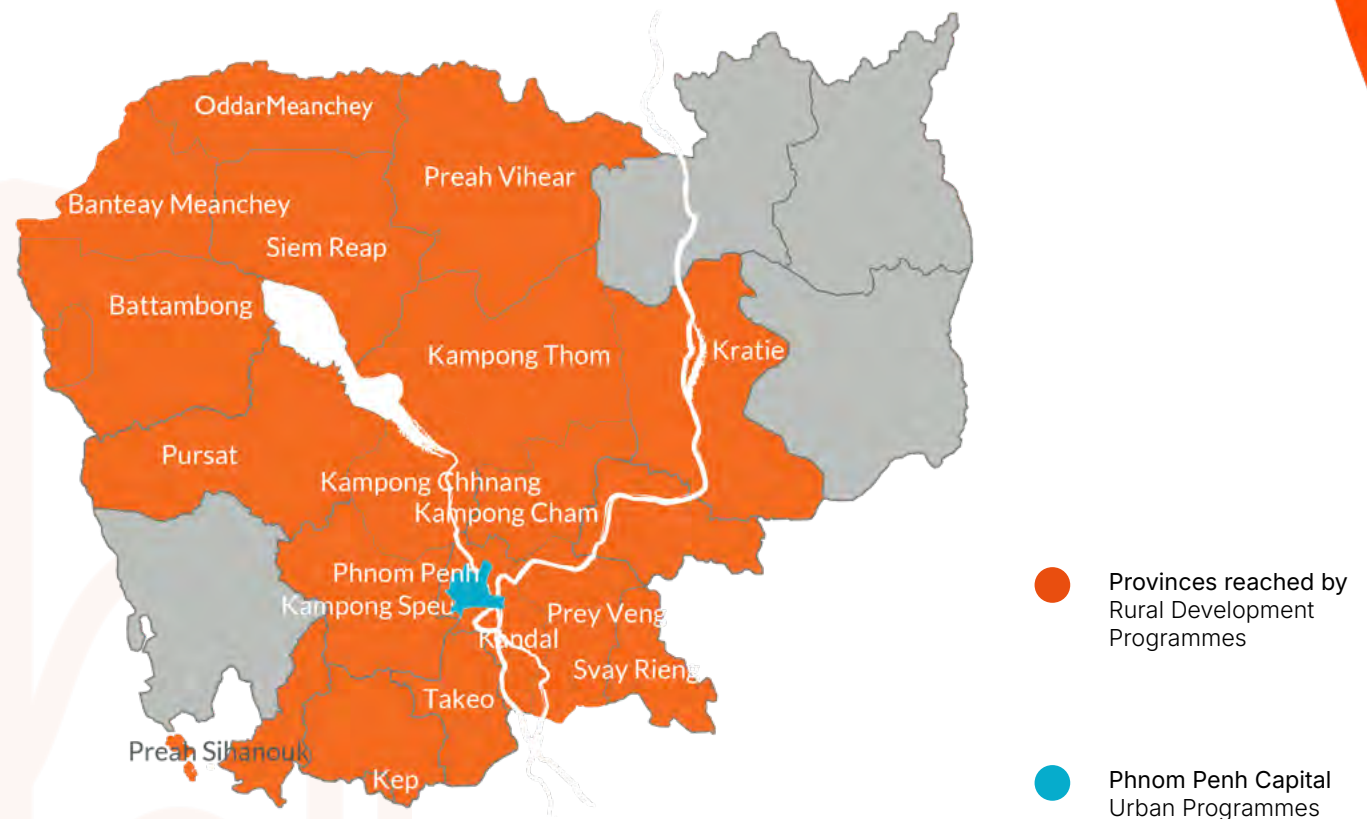 OddarMeanchey
Preah Vihear
Banteay Meanchey
Siem Reap
Battambong
Kampong Thom
Kratie
Pursat
Kampong Chhnang
Kampong Cham
Phnom Penh
Kampong Speu
Prey Veng
Kandal
Svay Rieng
Takeo
Preah Sihanouk
Kep
Provinces reached by
Rural Development
Programmes
Phnom Penh Capital
Urban Programmes